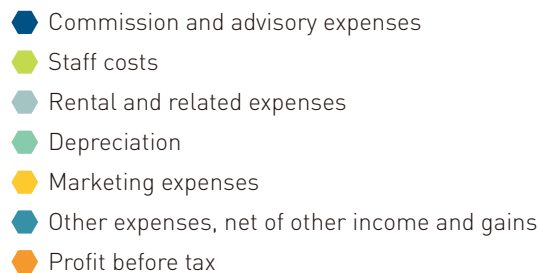 Commission and advisory expenses
Staff costs
Rental and related expenses
Depreciation
Marketing expenses
Other expenses, net of other income and gains
Profit before tax